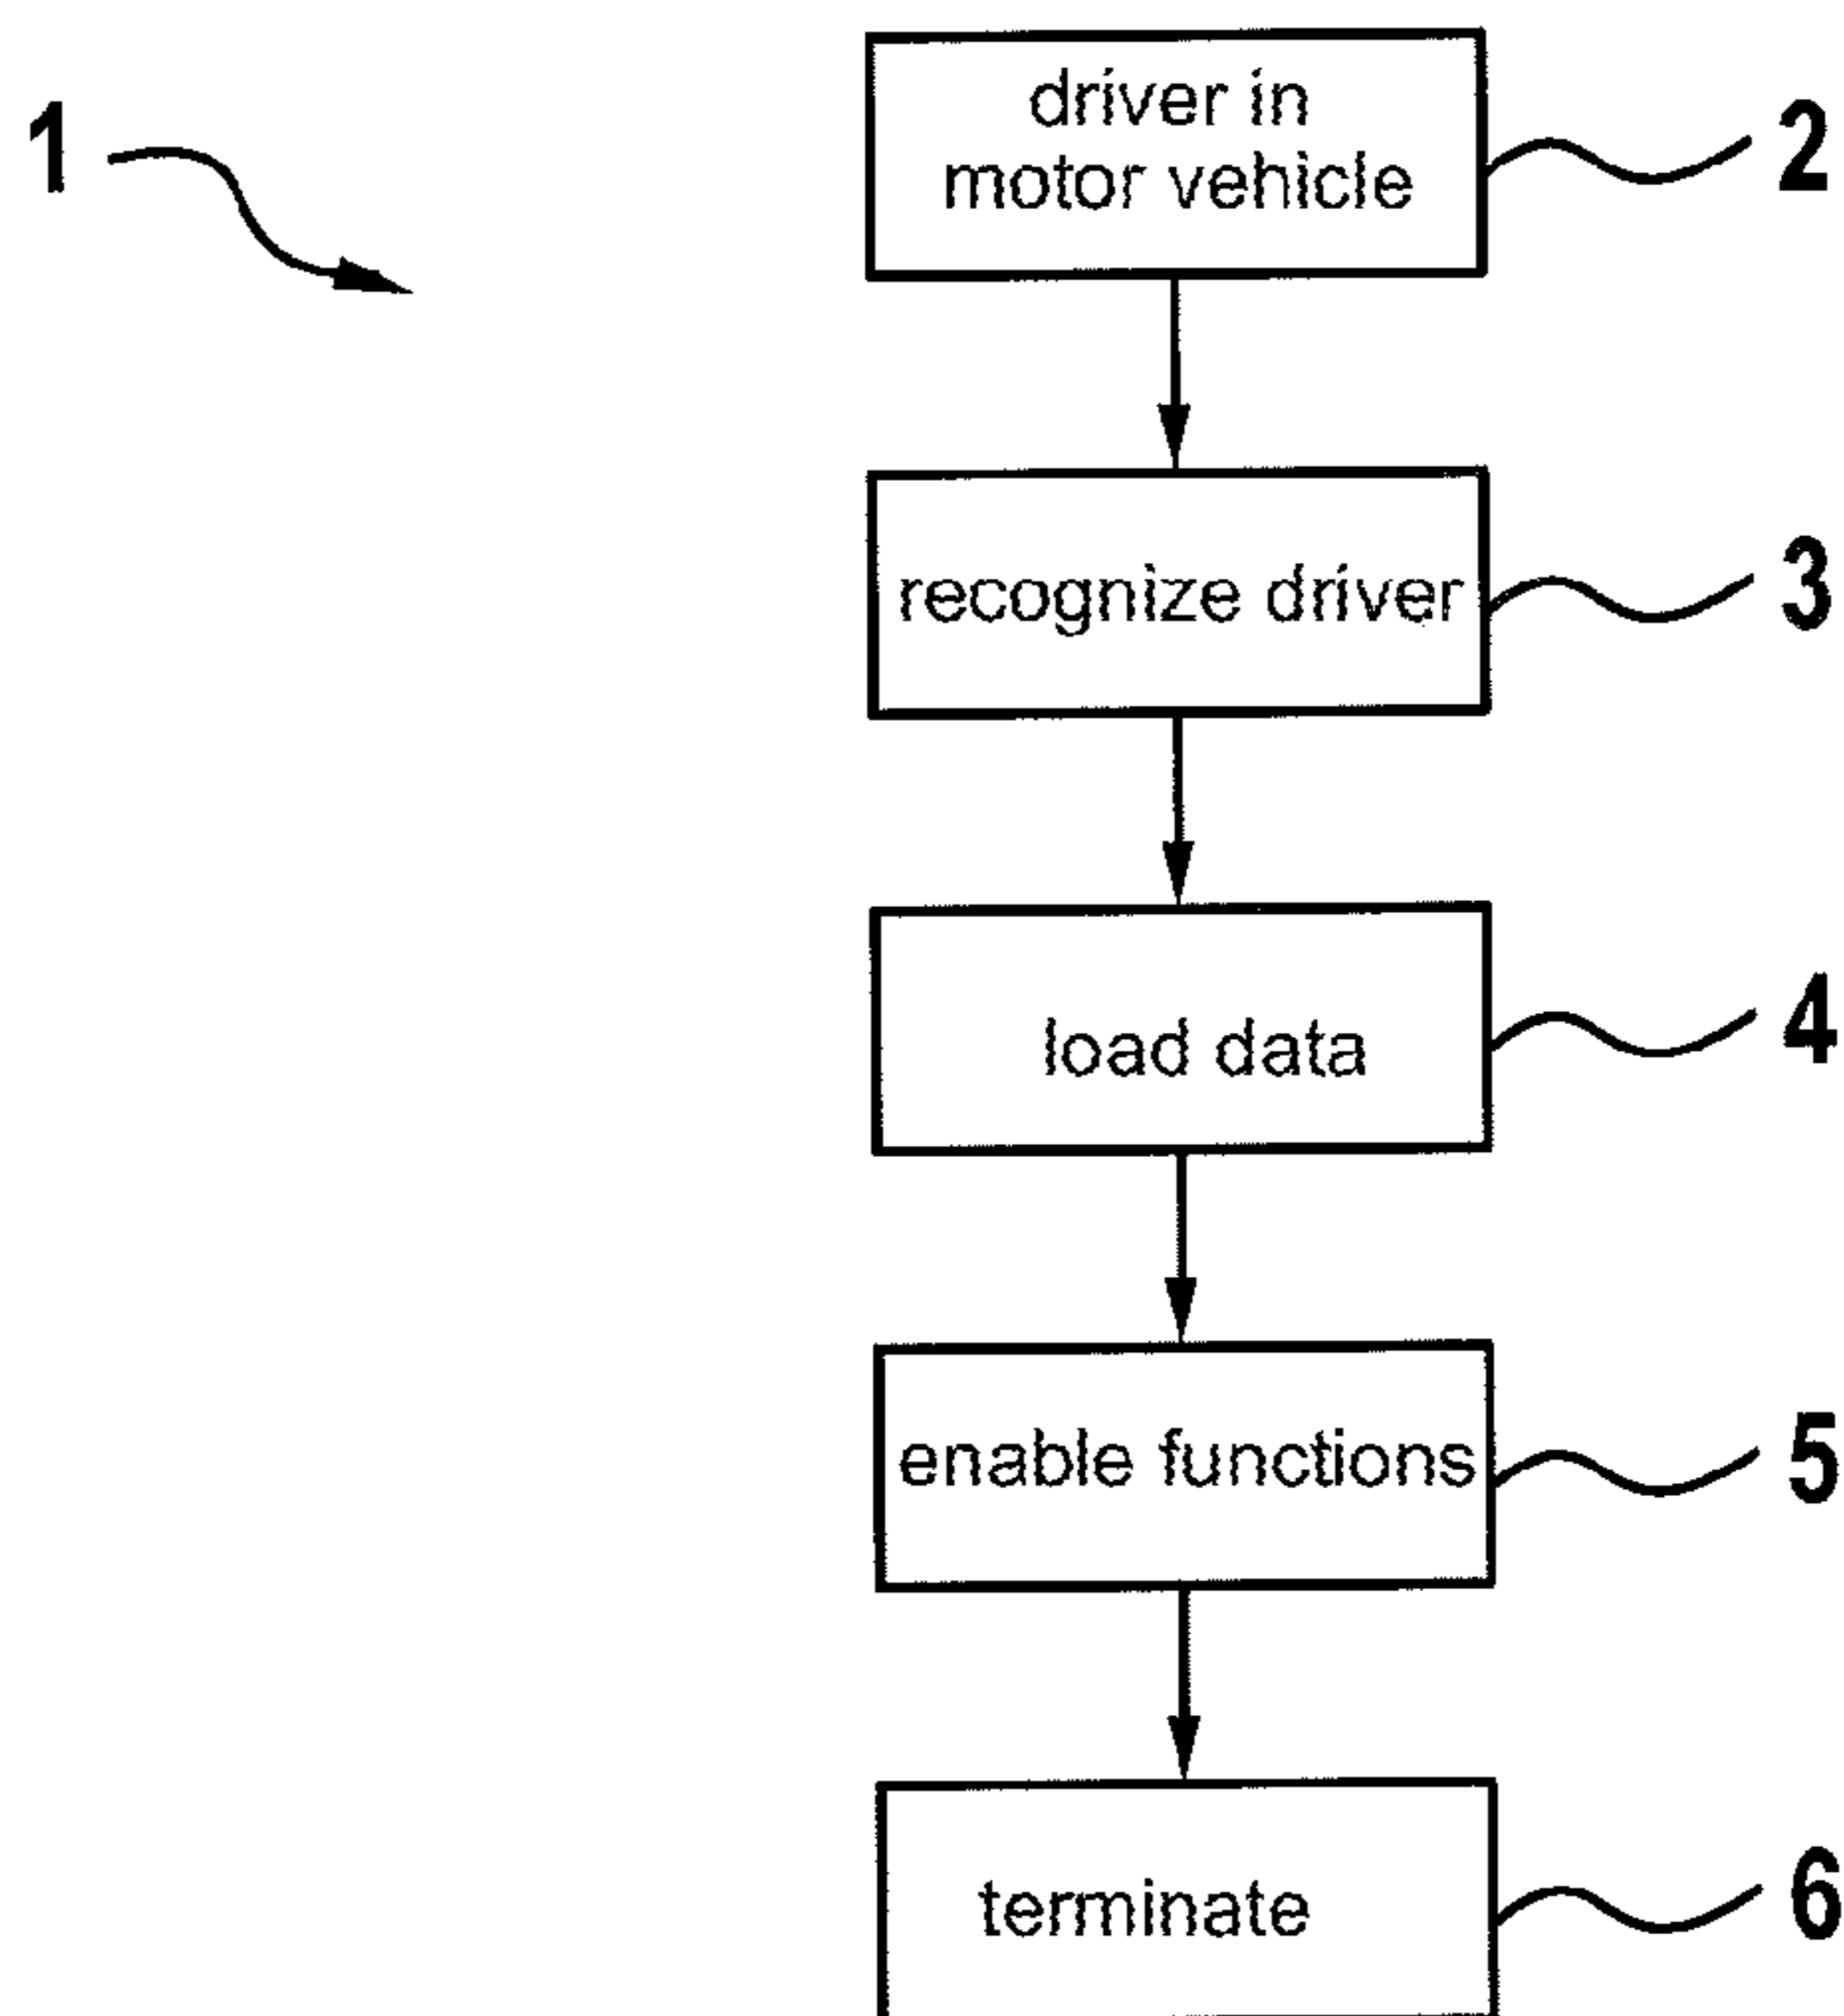 1
driver in
motor vehicle
2
recognize driver
3
load data
4
enable functions
5
terminate
6